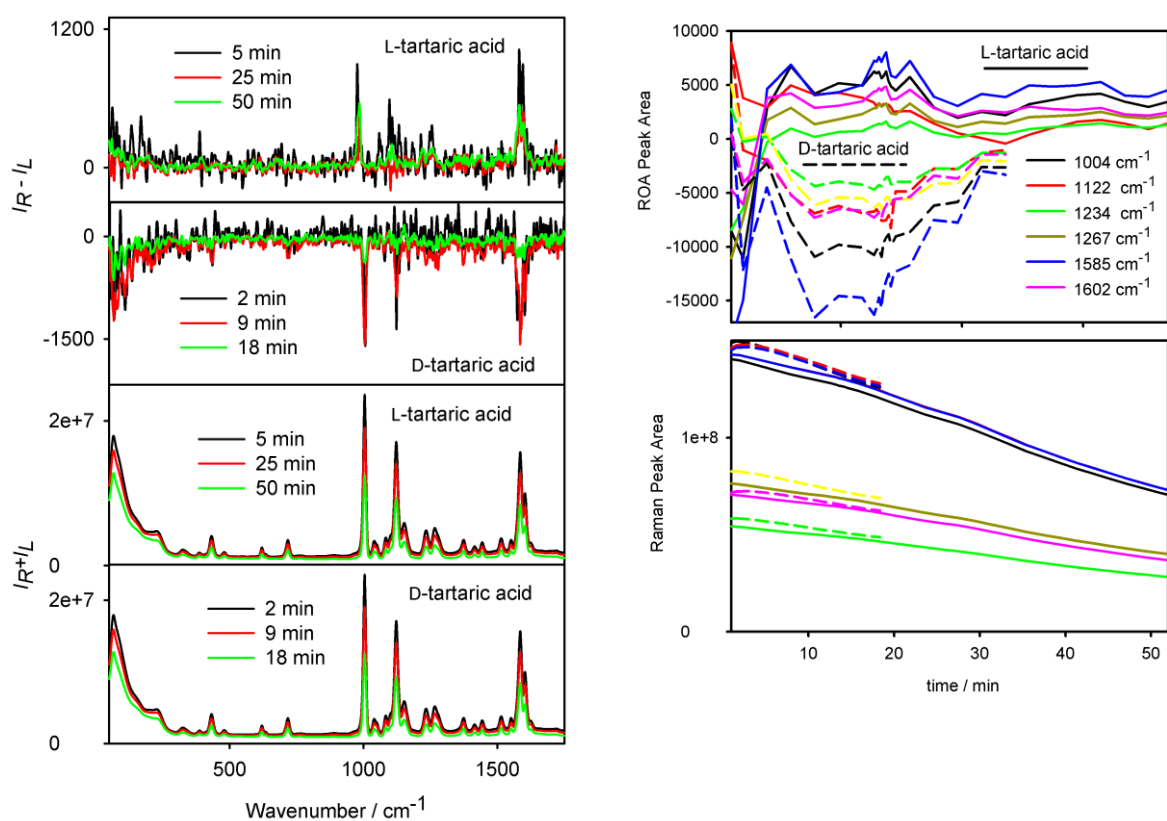 1200
5 min
25 min
50 min
L-tartaric acid
0
I_R - I_L
0
-1500
2 min
9 min
18 min
D-tartaric acid
2e+7
5 min
25 min
50 min
L-tartaric acid
0
I_R+I_L
2e+7
2 min
9 min
18 min
D-tartaric acid
0
500
1000
1500
Wavenumber / cm⁻¹
10000
5000
0
-5000
-10000
-15000
ROA Peak Area
L-tartaric acid
D-tartaric acid
1004 cm⁻¹
1122 cm⁻¹
1234 cm⁻¹
1267 cm⁻¹
1585 cm⁻¹
1602 cm⁻¹
1e+8
0
Raman Peak Area
10 20 30 40 50
time / min